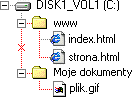 DISK1_VOL1 (C:)
www
index.html
strona.html
Moje dokumenty
plik.gif